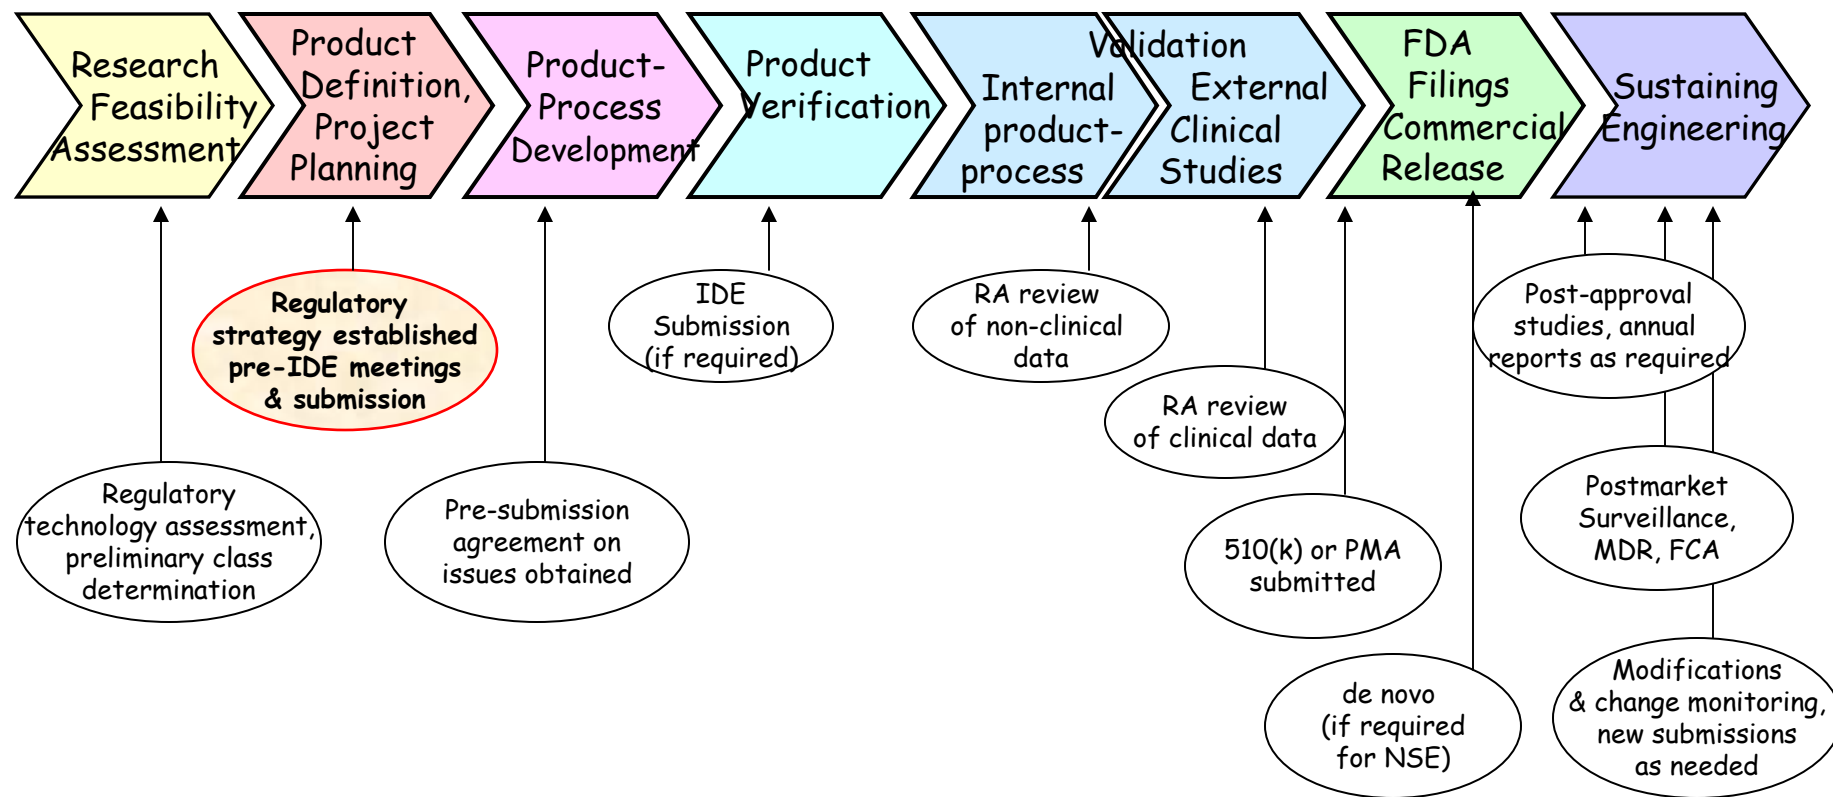 Research
Feasibility
Assessment
Product
Definition,
Project
Planning
Product-
Process
Development
Product
Verification
Validation
Internal
product-
process
External
Clinical
Studies
FDA
Filings
Commercial
Release
Sustaining
Engineering
Regulatory
strategy established
pre-IDE meetings
& submission
IDE
Submission
(if required)
RA review
of non-clinical
data
Post-approval
studies, annual
reports as required
RA review
of clinical data
Regulatory
technology assessment,
preliminary class
determination
Pre-submission
agreement on
issues obtained
510(k) or PMA
submitted
Postmarket
Surveillance,
MDR, FCA
de novo
(if required
for NSE)
Modifications
& change monitoring,
new submissions
as needed